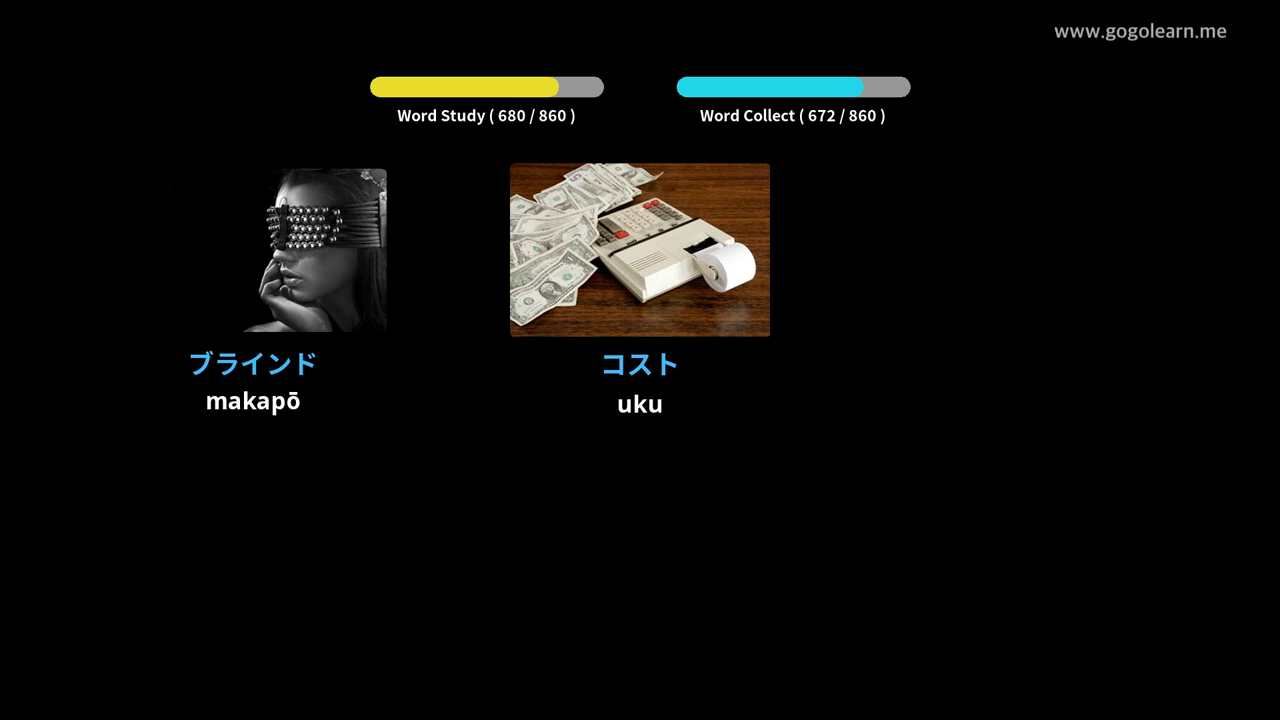 www.gogolearn.me
Word Study ( 680 / 860 )
Word Collect ( 672 / 860 )
ブラインド
makapō
コスト
uku